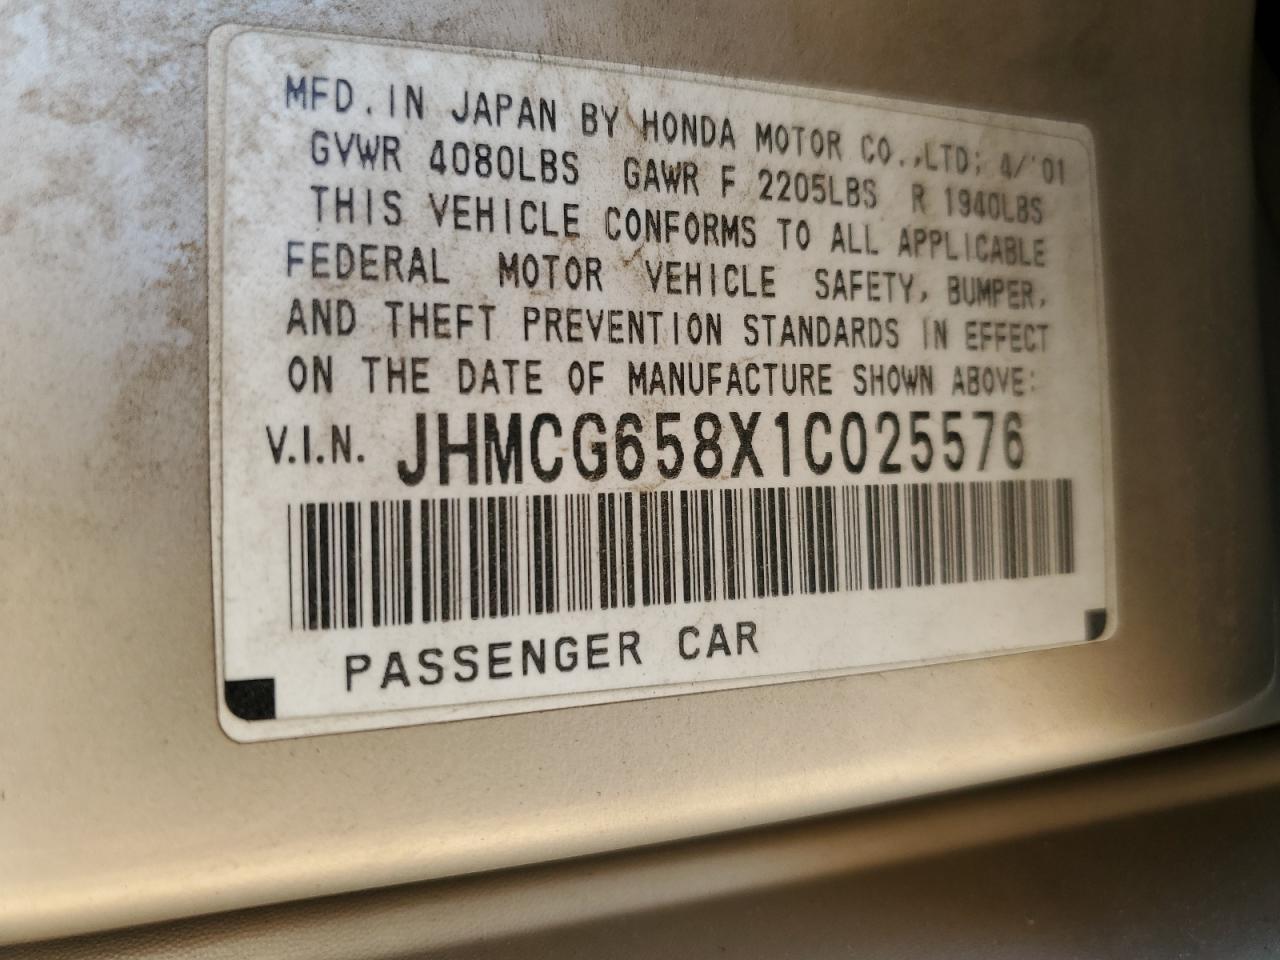 MFD. IN JAPAN BY HONDA MOTOR CO.,LTD; 4/'01
GVWR 4080LBS GAWR F 2205LBS R 1940LBS
THIS VEHICLE CONFORMS TO ALL APPLICABLE
FEDERAL MOTOR VEHICLE SAFETY, BUMPER,
AND THEFT PREVENTION STANDARDS IN EFFECT
ON THE DATE OF MANUFACTURE SHOWN ABOVE:
V.I.N. JHMCG658X1C025576
PASSENGER CAR